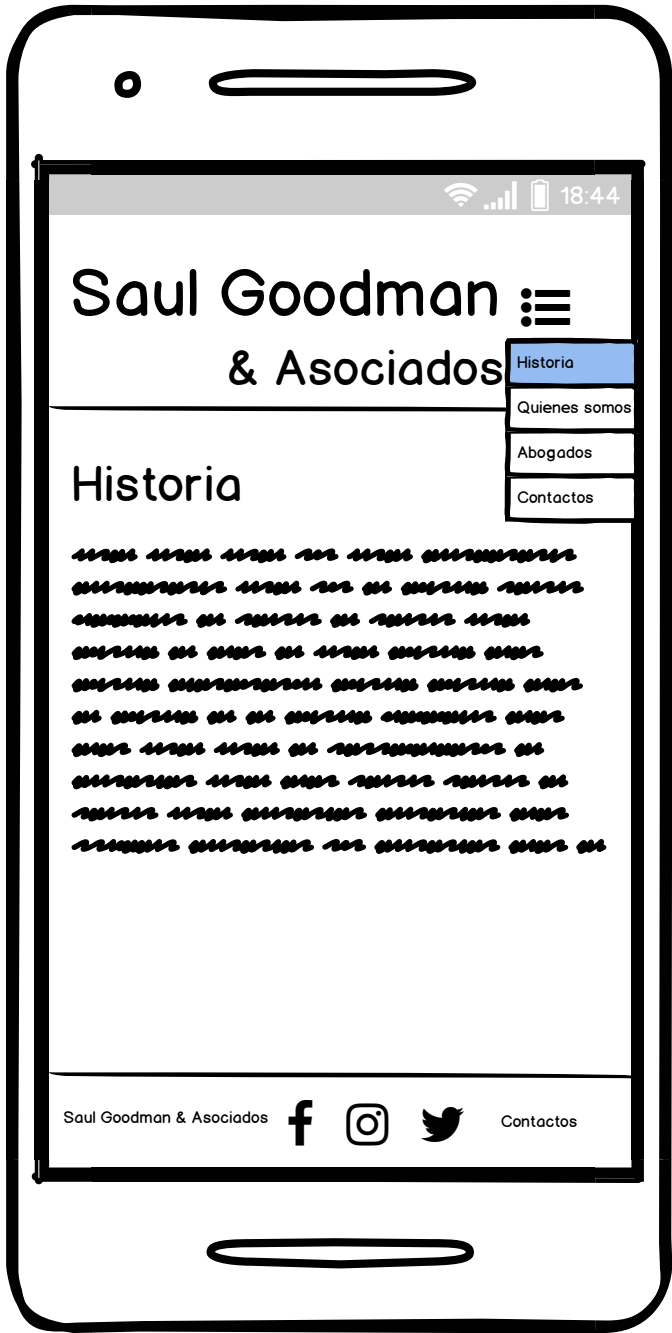 18:44
Saul Goodman
& Asociados
Historia
Quienes somos
Abogados
Contactos
Historia
Saul Goodman & Asociados
Contactos